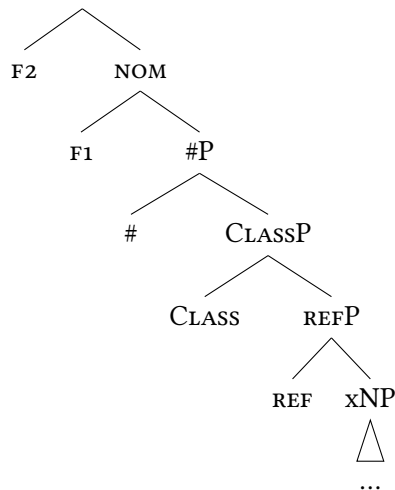 F2 NOM
F1 #P
# CLASSP
CLASS REFP
REF XNP
...